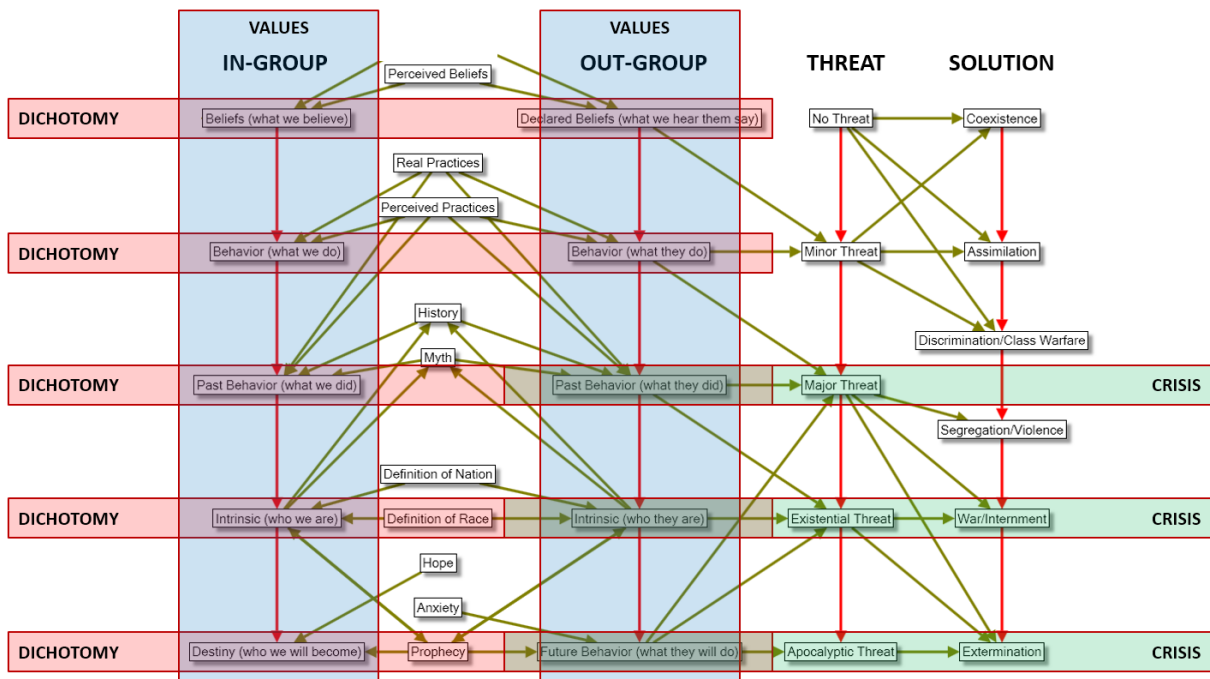 VALUES
VALUES
IN-GROUP
OUT-GROUP
THREAT
SOLUTION
Perceived Beliefs
DICHOTOMY
Beliefs (what we believe)
Declared Beliefs (what we hear them say)
No Threat
Coexistence
Real Practices
Perceived Practices
DICHOTOMY
Behavior (what we do)
Behavior (what they do)
Minor Threat
Assimilation
History
Discrimination/Class Warfare
Myth
DICHOTOMY
Past Behavior (what we did)
Past Behavior (what they did)
Major Threat
CRISIS
Segregation/Violence
Definition of Nation
DICHOTOMY
Intrinsic (who we are)
Definition of Race
Intrinsic (who they are)
Existential Threat
War/Internment
CRISIS
Hope
Anxiety
DICHOTOMY
Destiny (who we will become)
Prophecy
Future Behavior (what they will do)
Apocalyptic Threat
Extermination
CRISIS